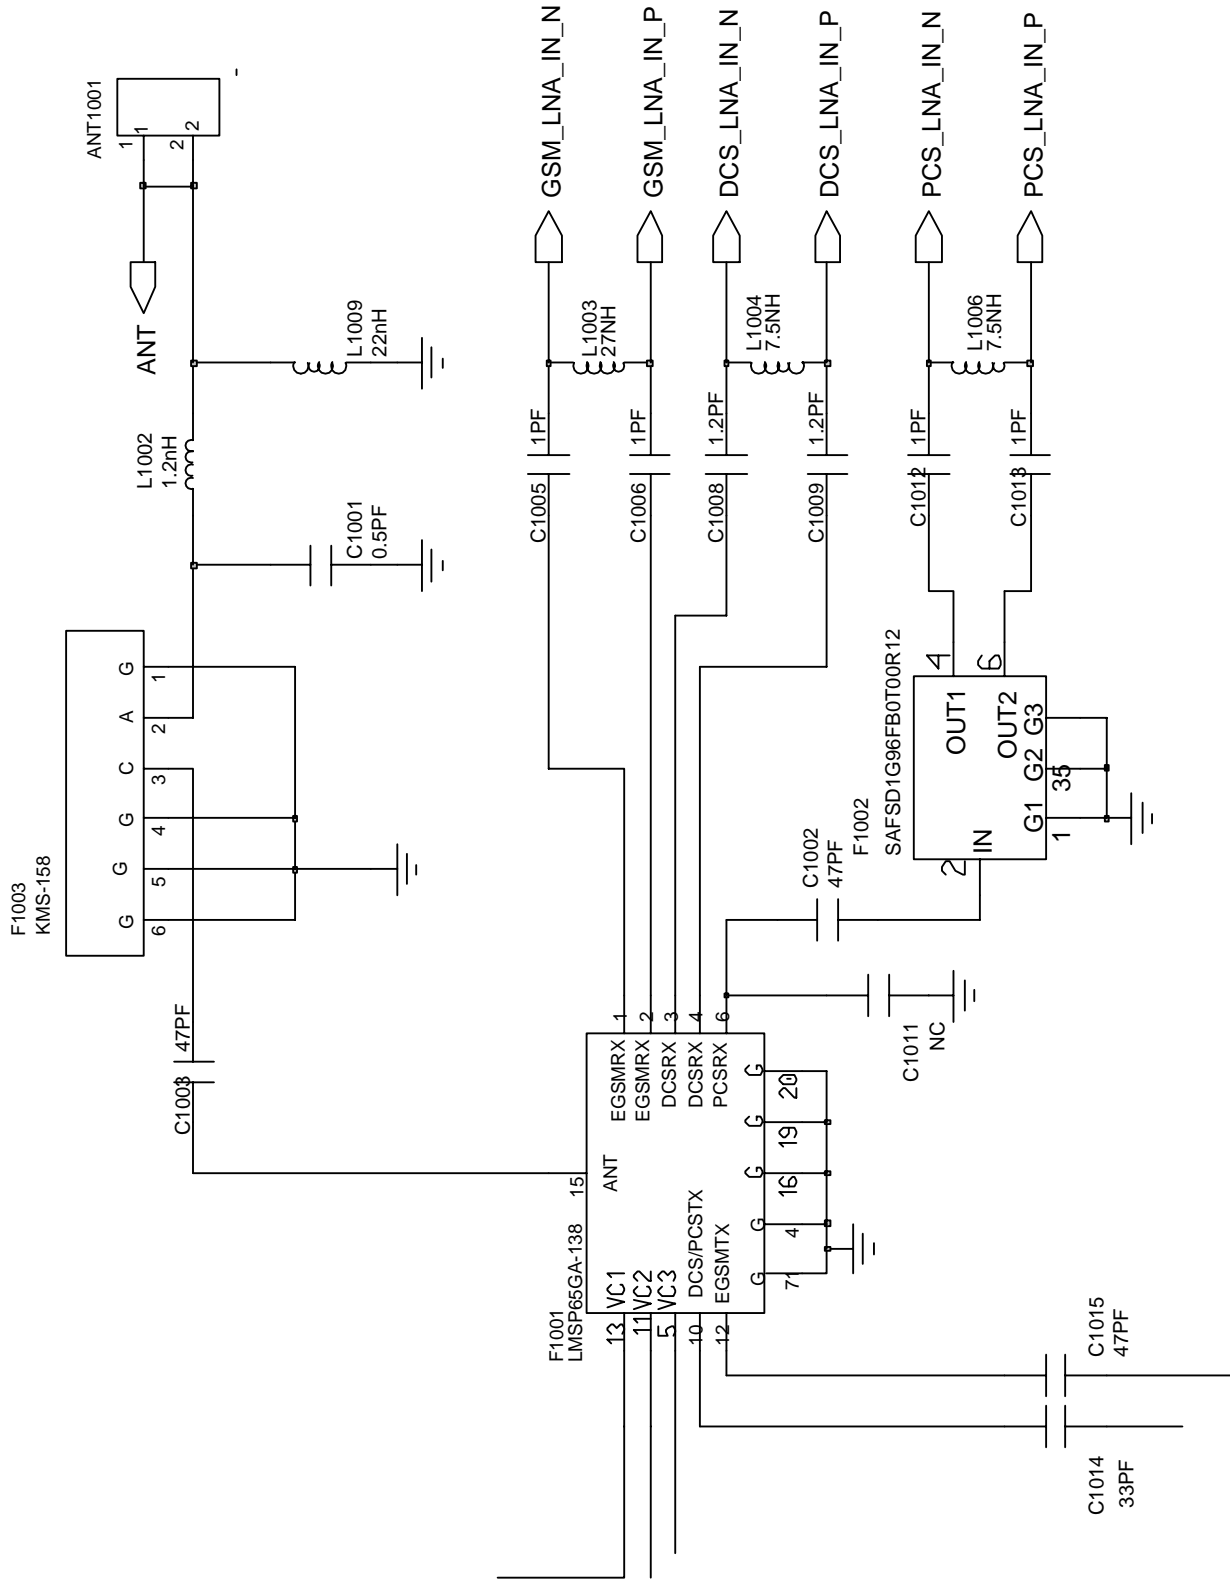 ANT1001
1
1
2
2
ANT
L1009
22nH
L1002
1.2nH
C1001
0.5PF
F1003
KMS-158
G
A
C
G
G
G
1
2
3
4
5
6
C1003
47PF
GSM_LNA_IN_N
GSM_LNA_IN_P
DCS_LNA_IN_N
DCS_LNA_IN_P
PCS_LNA_IN_N
PCS_LNA_IN_P
L1003
27NH
L1004
7.5NH
L1006
7.5NH
C1005
1PF
C1006
1PF
C1008
1.2PF
C1009
1.2PF
C1012
1PF
C1013
1PF
F1002
SAFSD1G96FB0T00R12
4
6
OUT1
OUT2
IN
2
G1
G2
G3
1
35
C1002
47PF
C1011
NC
F1001
LMSP65GA-138
15
ANT
1
EGSMRX
2
EGSMRX
3
DCSRX
4
DCSRX
6
PCSRX
13
VC1
11
VC2
5
VC3
10
DCS/PCSTX
12
EGSMTX
G
20
G
19
G
16
G
4
G
71
C1015
47PF
C1014
33PF